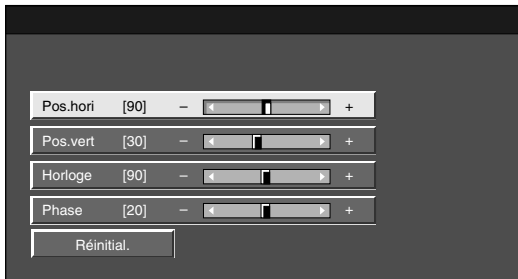 Pos.hori [90] – +
Pos.vert [30] – +
Horloge [90] – +
Phase [20] – +
Réinitial.